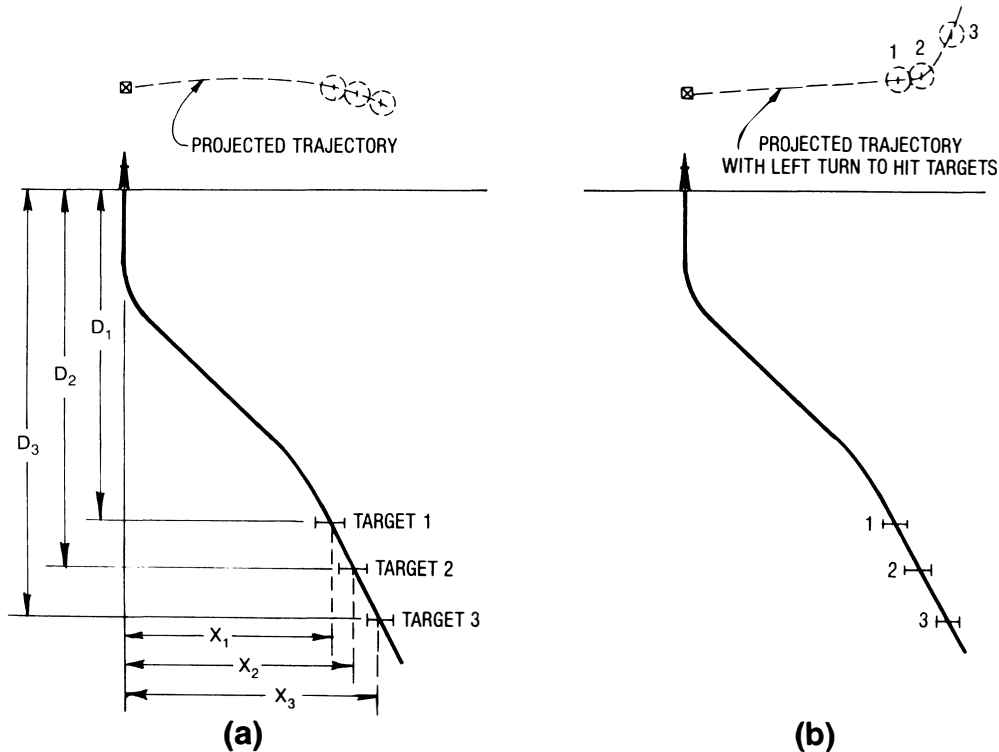 PROJECTED TRAJECTORY
D₁
D₂
D₃
TARGET 1
TARGET 2
TARGET 3
X₁
X₂
X₃
(a)
1 2 3
PROJECTED TRAJECTORY
WITH LEFT TURN TO HIT TARGETS
1
2
3
(b)